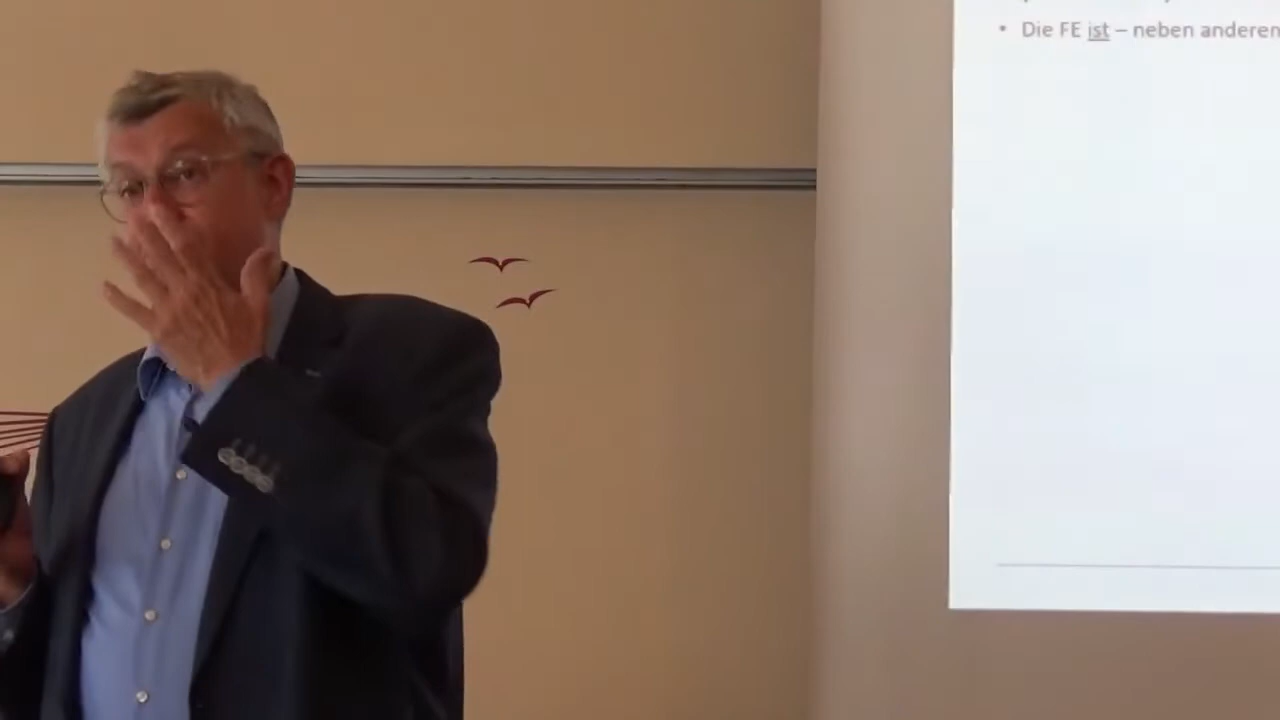 • Die FE ist – neben anderen